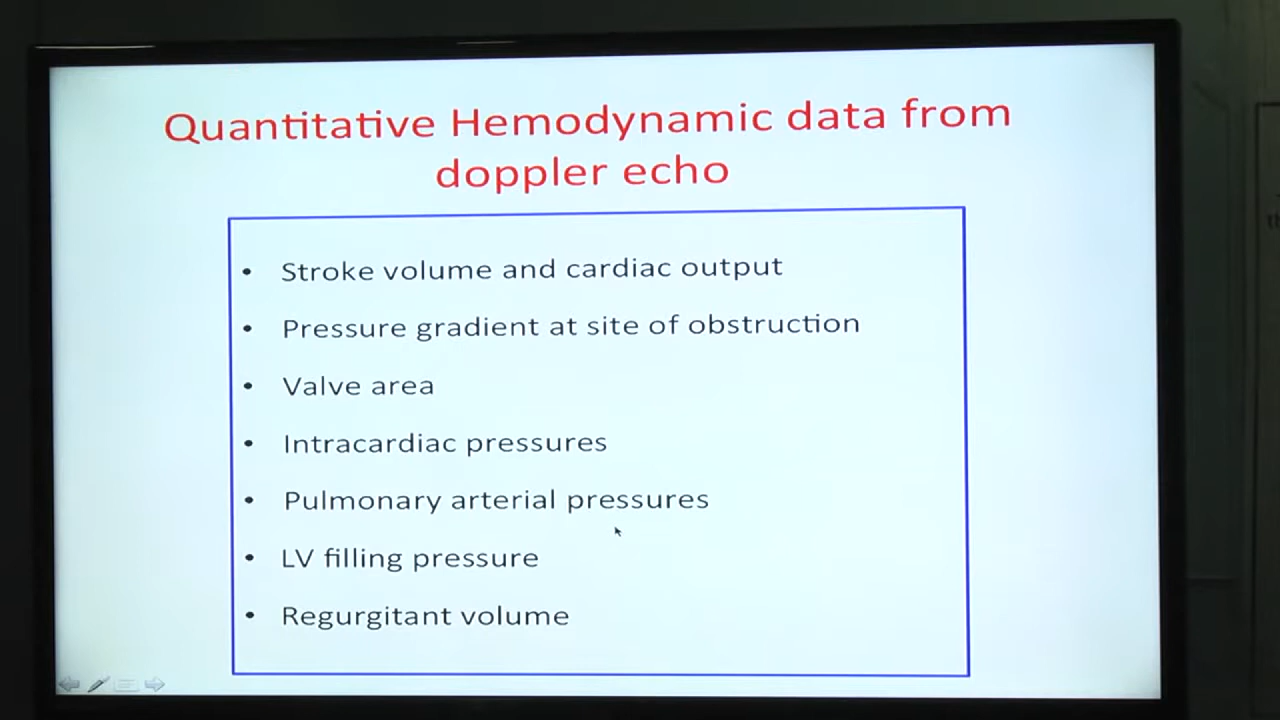 Quantitative Hemodynamic data from
doppler echo
• Stroke volume and cardiac output
• Pressure gradient at site of obstruction
• Valve area
• Intracardiac pressures
• Pulmonary arterial pressures
• LV filling pressure
• Regurgitant volume